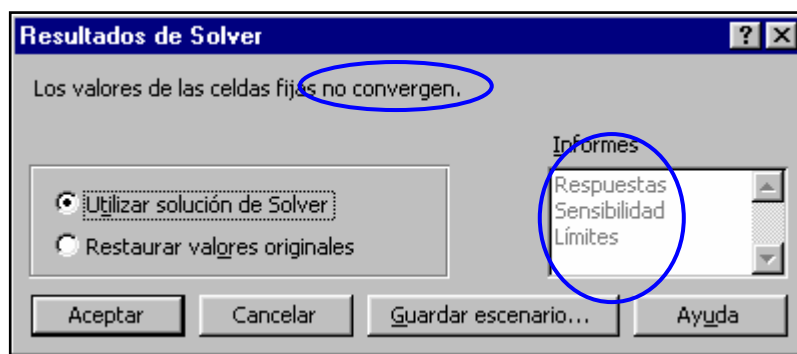 Resultados de Solver
Los valores de las celdas fijas no convergen.
Informes
Utilizar solución de Solver
Restaurar valores originales
Respuestas
Sensibilidad
Límites
Aceptar
Cancelar
Guardar escenario...
Ayuda